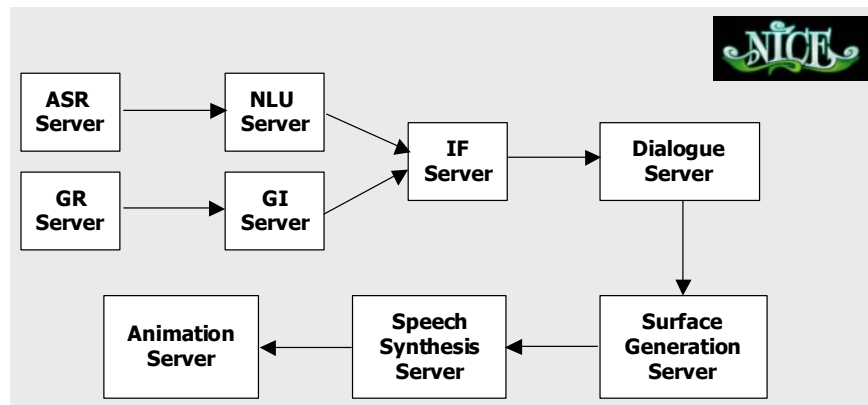 NICE
ASR
Server
NLU
Server
IF
Server
Dialogue
Server
GR
Server
GI
Server
Animation
Server
Speech
Synthesis
Server
Surface
Generation
Server